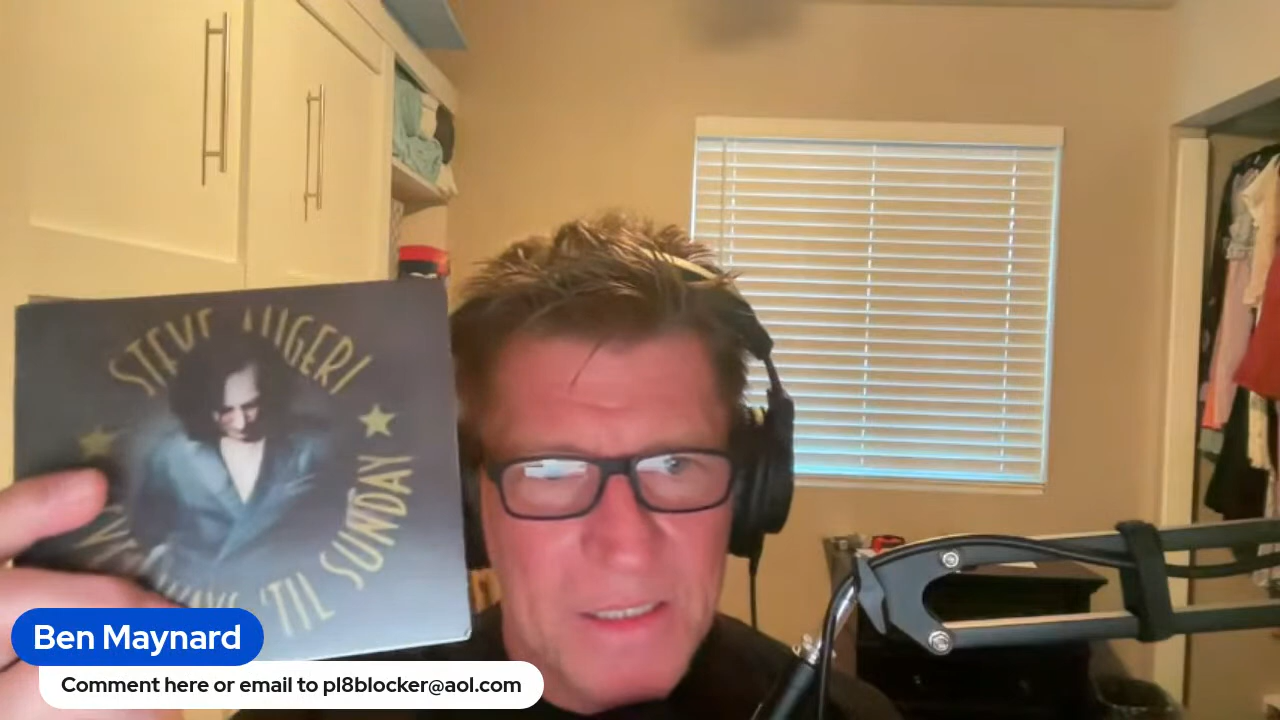 STEVE AUGERI
'TIL SUNDAY
Ben Maynard
Comment here or email to pl8blocker@aol.com